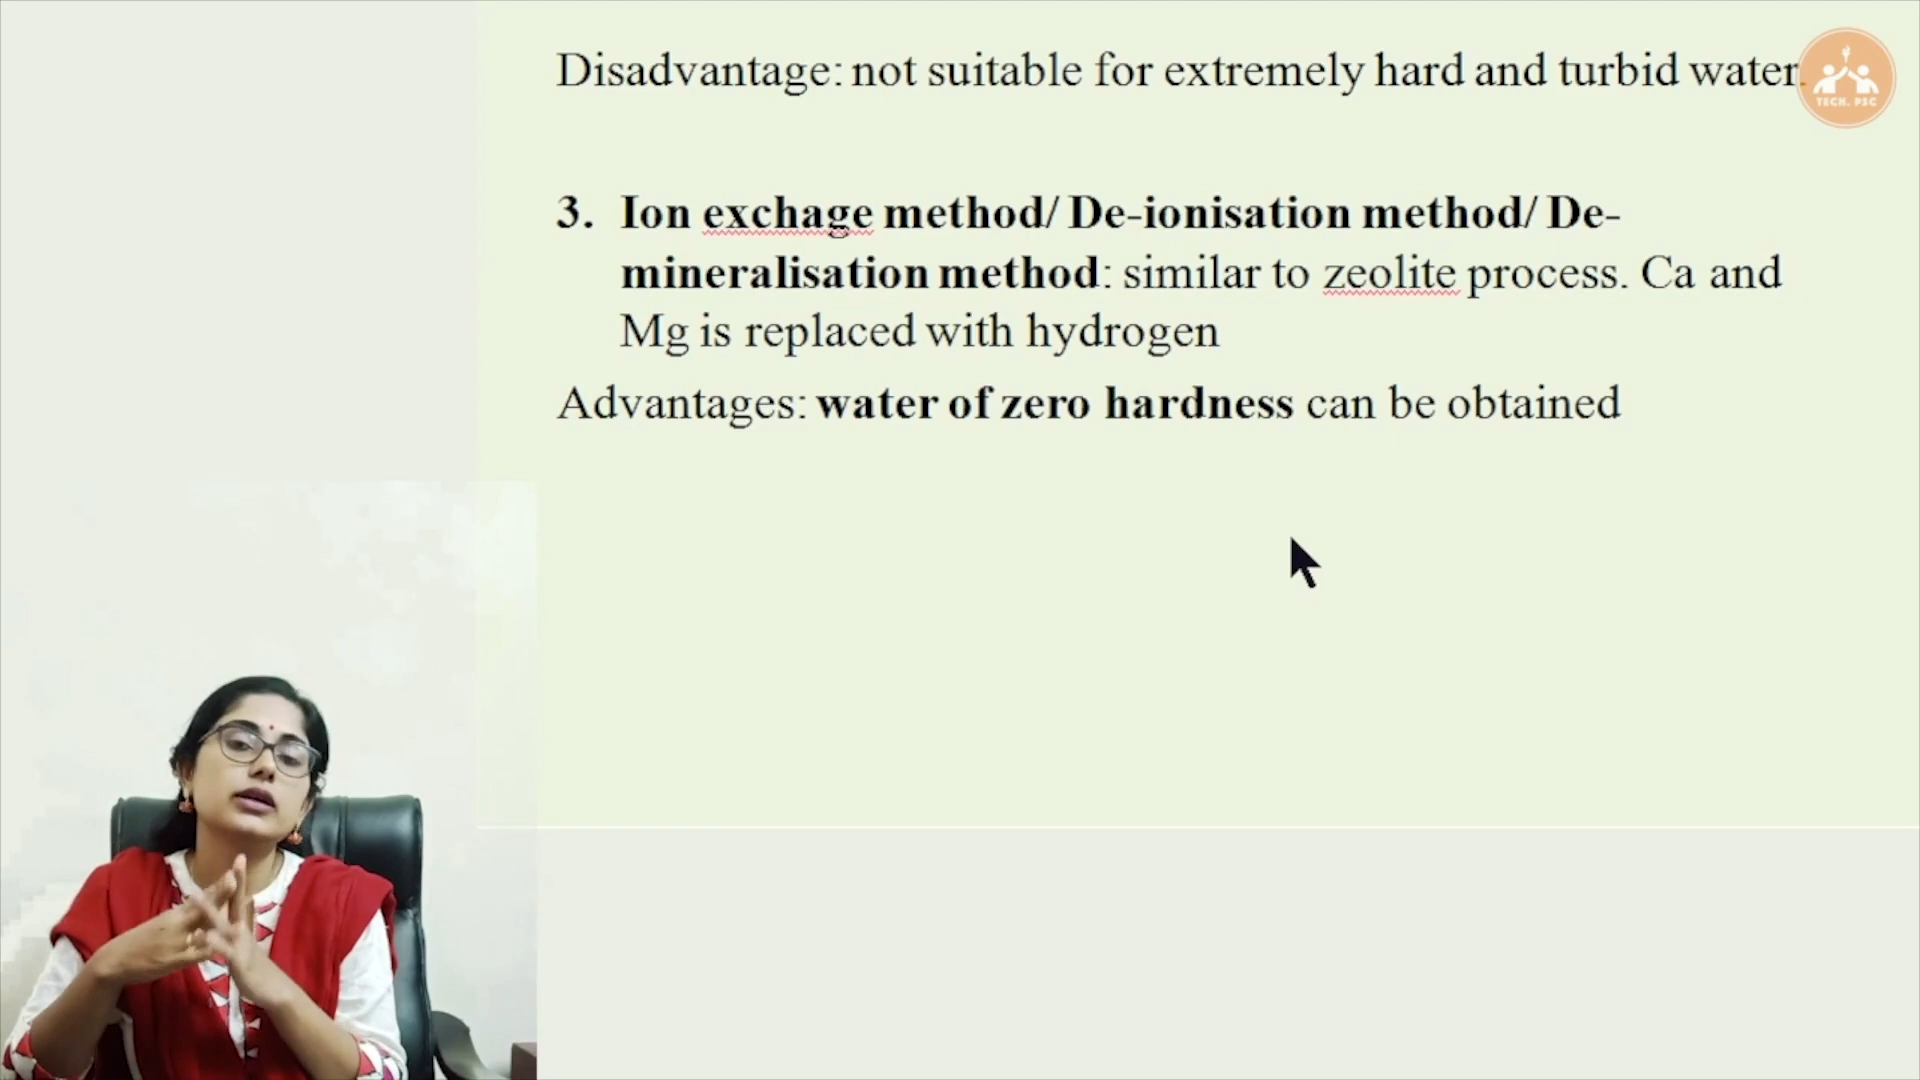 Disadvantage: not suitable for extremely hard and turbid water.
TECH. PSC
3. Ion exchage method/ De-ionisation method/ De-
mineralisation method: similar to zeolite process. Ca and
Mg is replaced with hydrogen
Advantages: water of zero hardness can be obtained